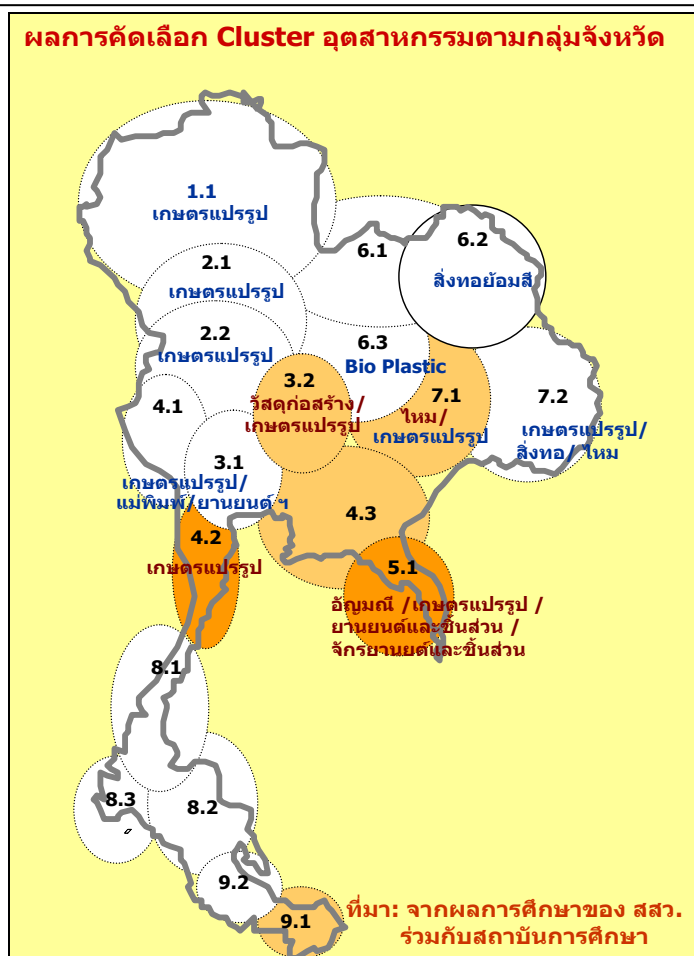 ผลการคัดเลือก Cluster อุตสาหกรรมตามกลุ่มจังหวัด
1.1
เกษตรแปรรูป
6.1
6.2
สิ่งทอย้อมสี
2.1
เกษตรแปรรูป
2.2
เกษตรแปรรูป
6.3
Bio Plastic
3.2
วัสดุก่อสร้าง/
เกษตรแปรรูป
7.1
ไหม/
เกษตรแปรรูป
7.2
เกษตรแปรรูป/
สิ่งทอ/ ไหม
4.1
3.1
เกษตรแปรรูป/
แม่พิมพ์/ยานยนต์ ฯ
4.3
4.2
เกษตรแปรรูป
5.1
อัญมณี /เกษตรแปรรูป /
ยานยนต์และชิ้นส่วน /
จักรยานยต์และชิ้นส่วน
8.1
8.3
8.2
9.2
9.1
ที่มา: จากผลการศึกษาของ สสว.
ร่วมกับสถาบันการศึกษา